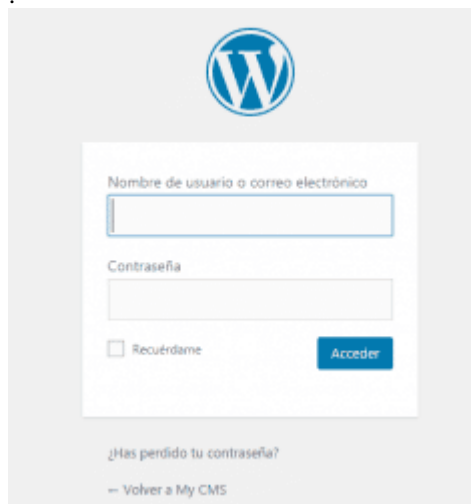 Nombre de usuario o correo electrónico
Contraseña
Recuérdame
Acceder
¿Has perdido tu contraseña?
← Volver a My CMS